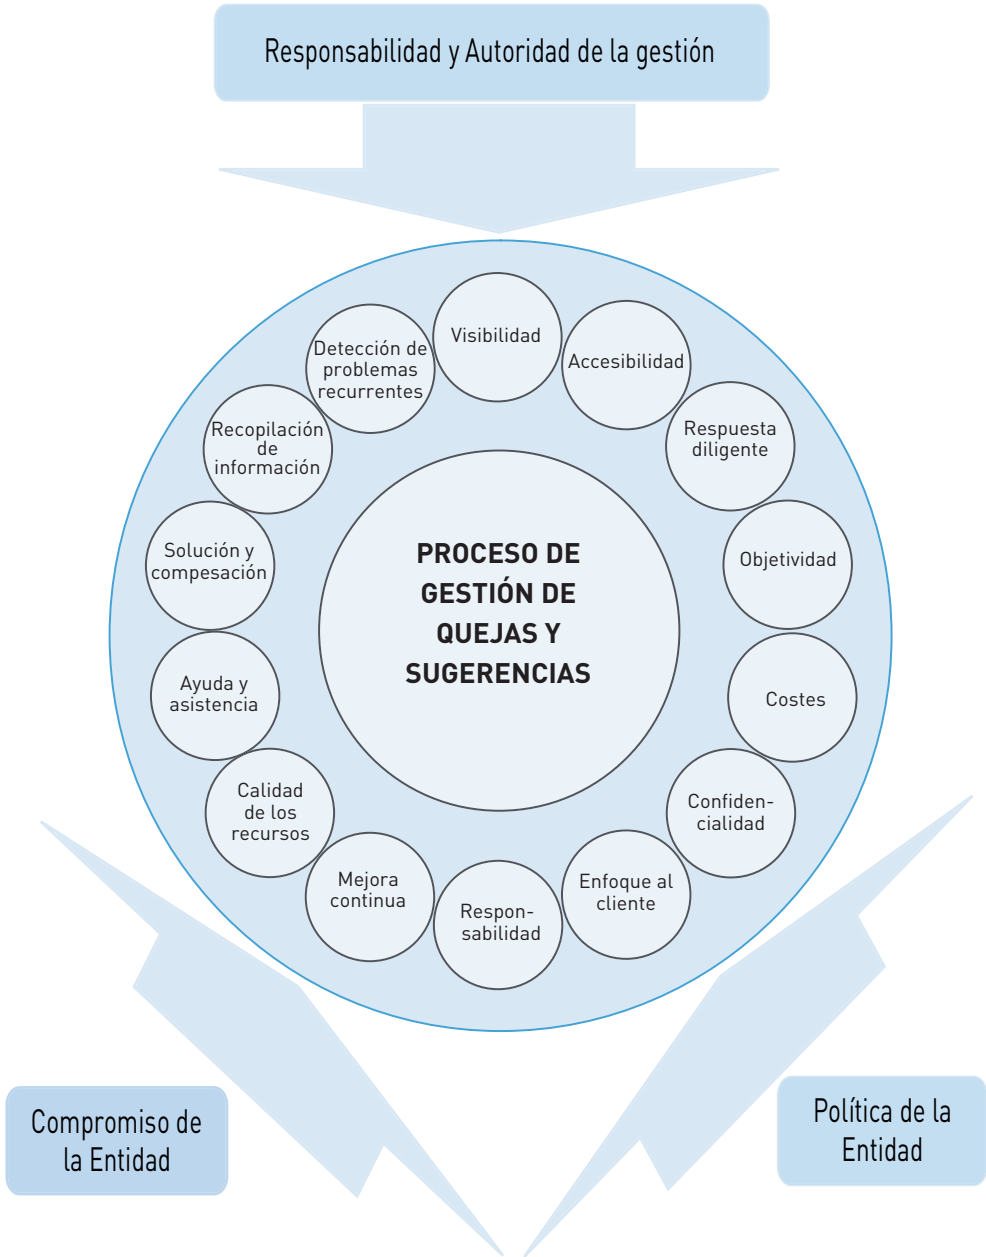 Responsabilidad y Autoridad de la gestión
Visibilidad
Accesibilidad
Respuesta
diligente
Objetividad
Costes
Confiden-
cialidad
Enfoque al
cliente
Respon-
sabilidad
Mejora
continua
Calidad
de los
recursos
Ayuda y
asistencia
Solución y
compesación
Recopilación
de
información
Detección de
problemas
recurrentes
PROCESO DE
GESTIÓN DE
QUEJAS Y
SUGERENCIAS
Compromiso de
la Entidad
Política de la
Entidad